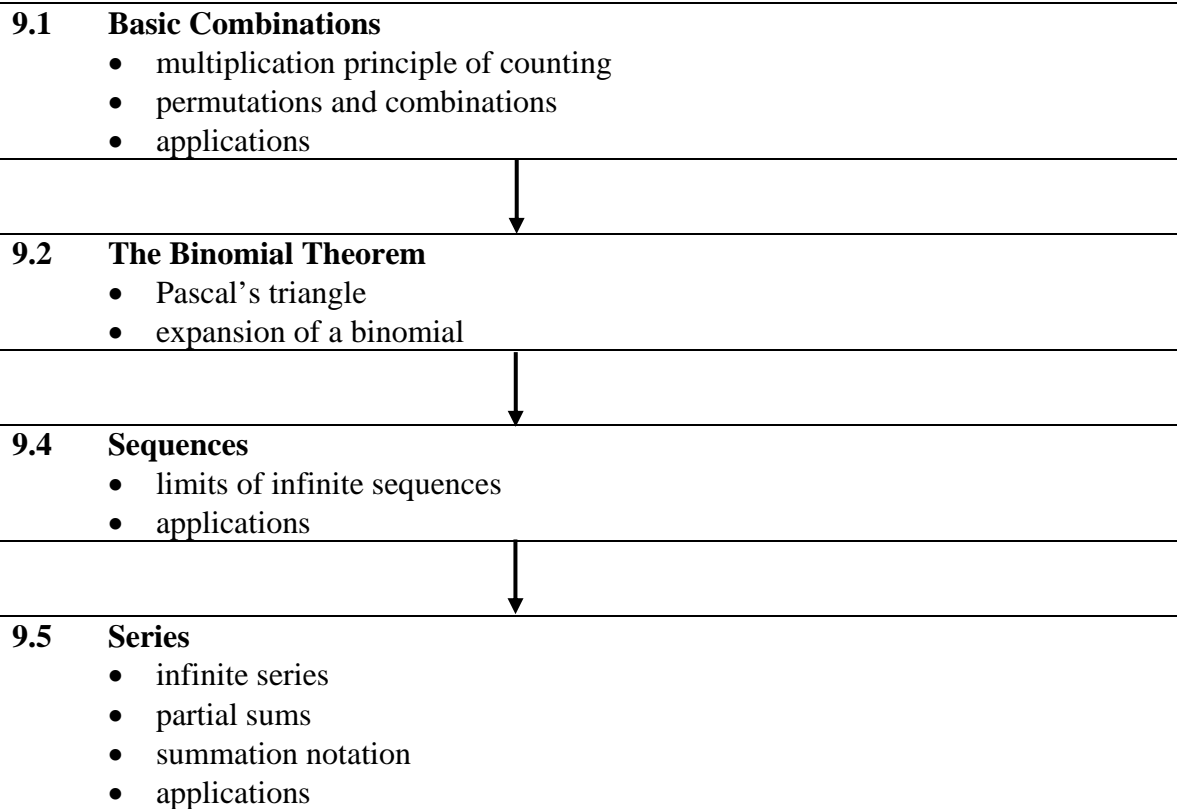 9.1 Basic Combinations
• multiplication principle of counting
• permutations and combinations
• applications
9.2 The Binomial Theorem
• Pascal’s triangle
• expansion of a binomial
9.4 Sequences
• limits of infinite sequences
• applications
9.5 Series
• infinite series
• partial sums
• summation notation
• applications